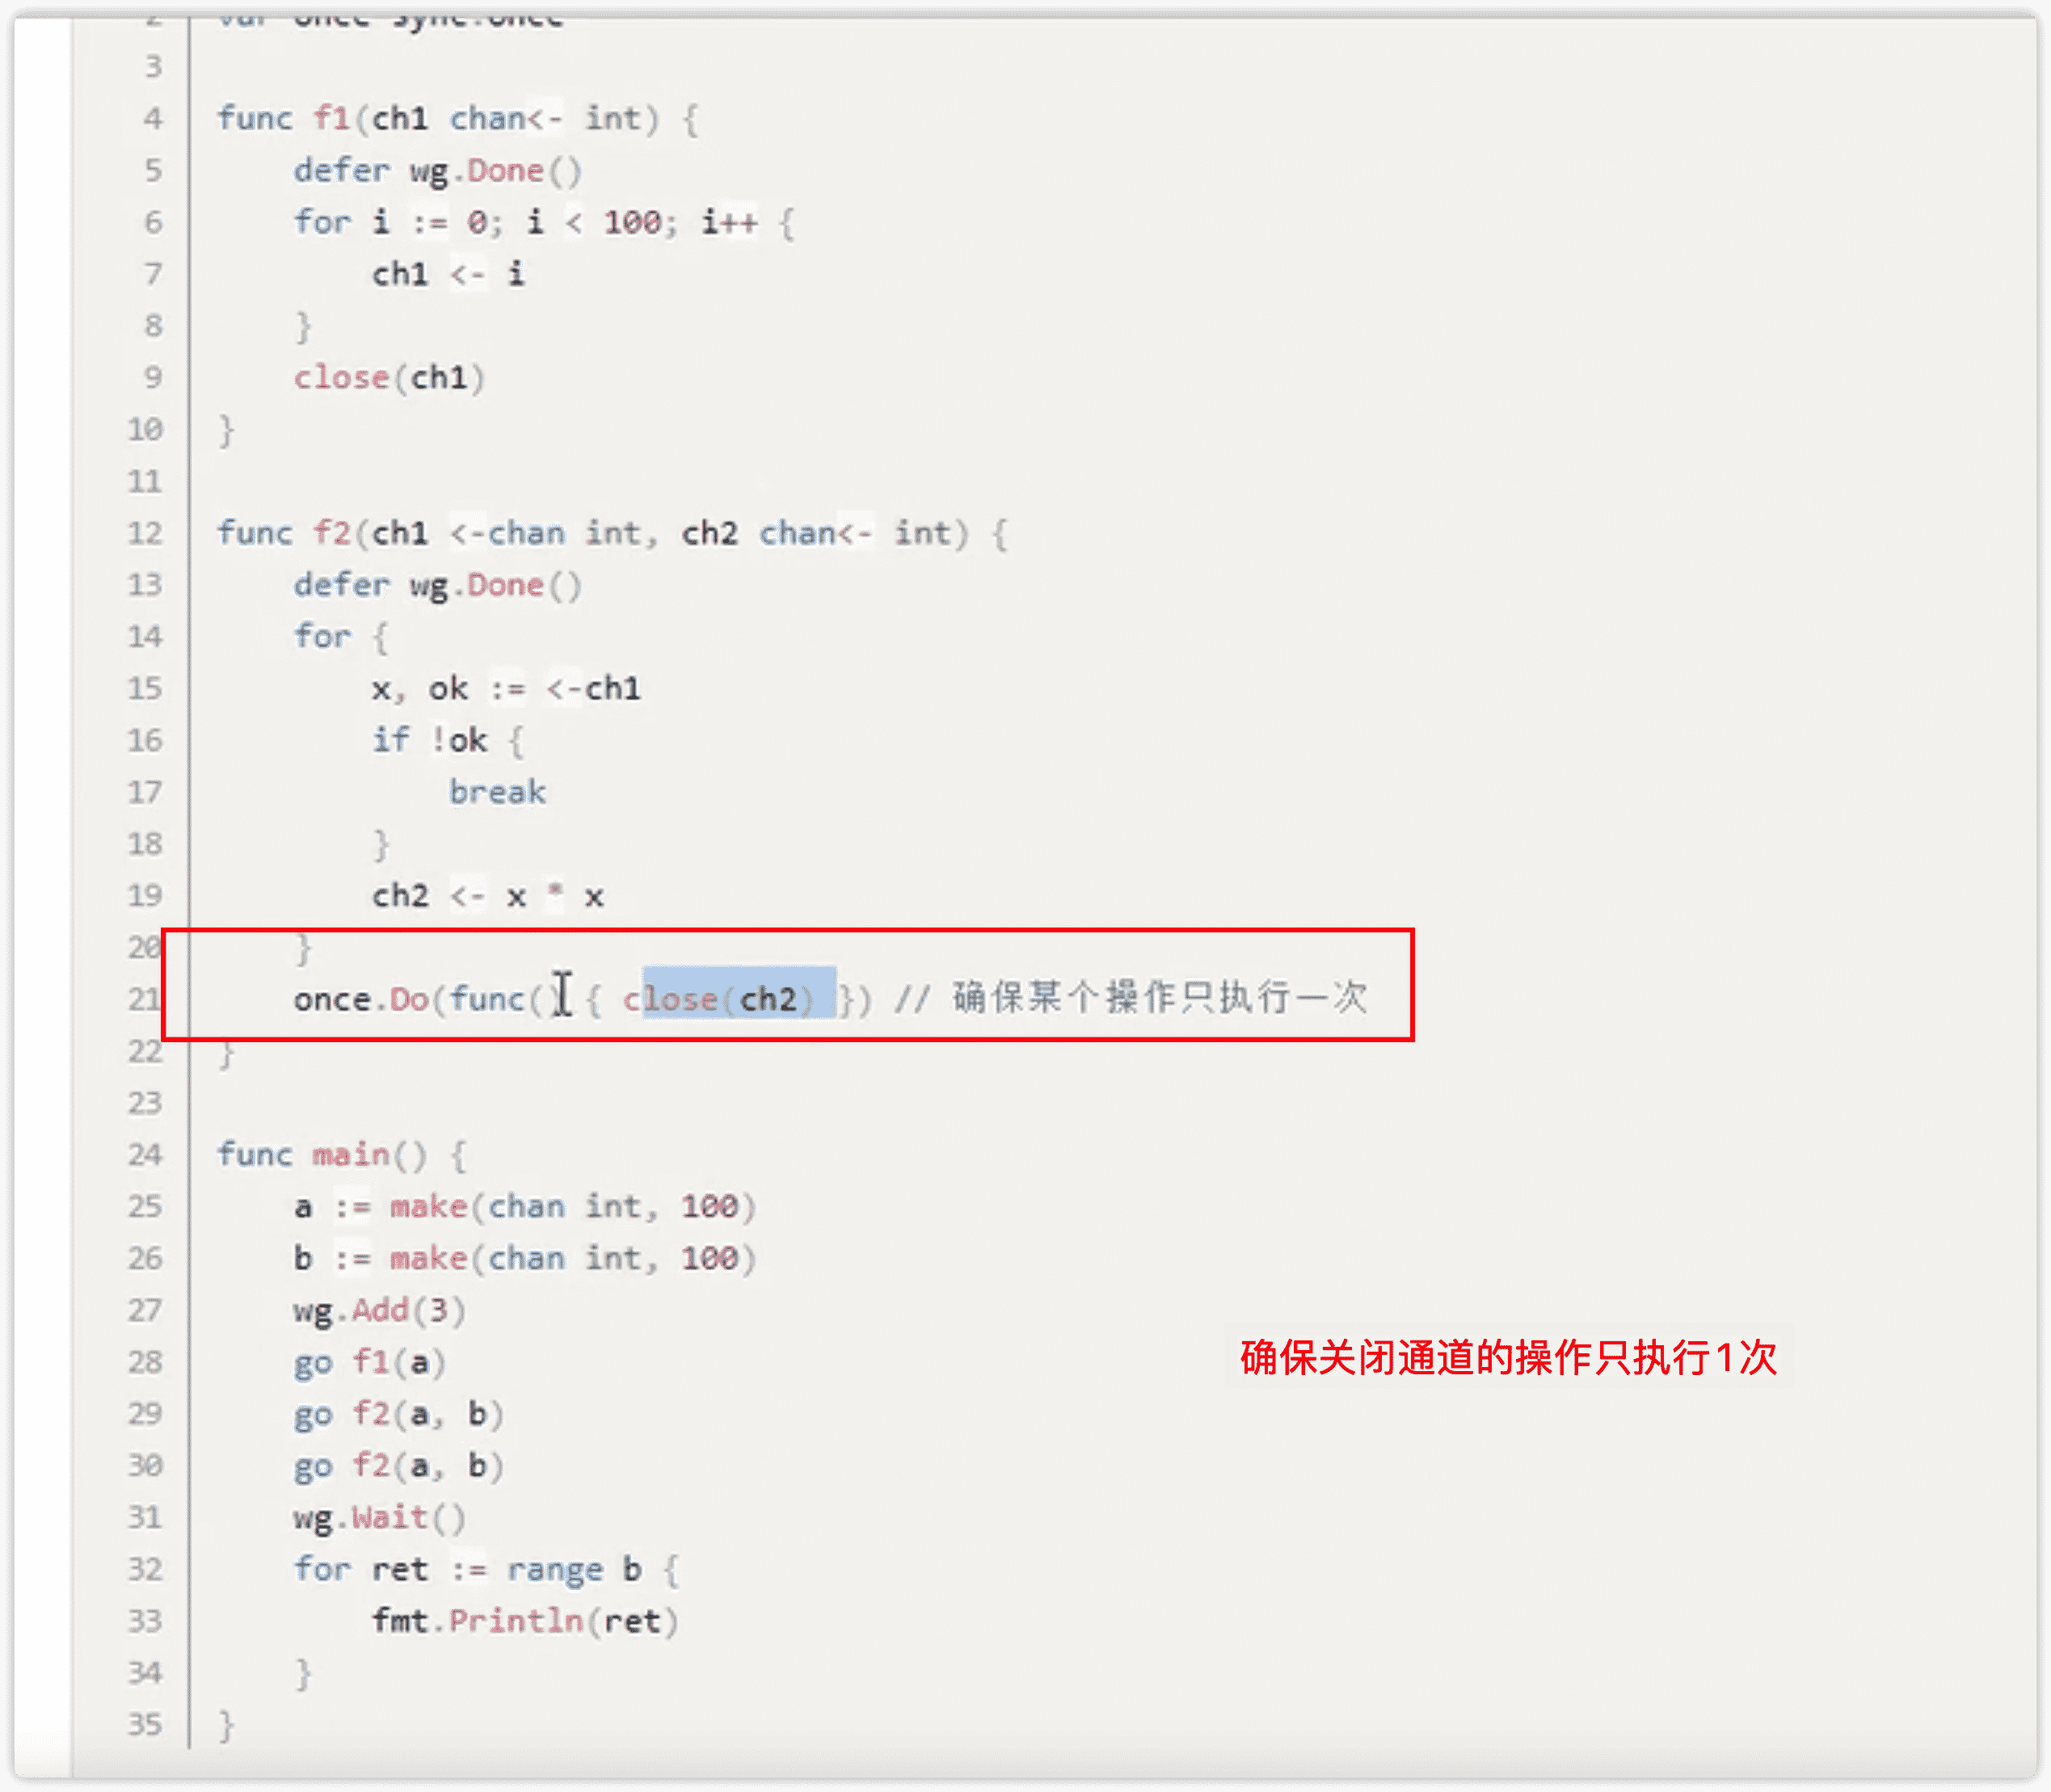 2 var once sync.Once
3
4 func f1(ch1 chan<- int) {
5 defer wg.Done()
6 for i := 0; i < 100; i++ {
7 ch1 <- i
8 }
9 close(ch1)
10 }
11
12 func f2(ch1 <-chan int, ch2 chan<- int) {
13 defer wg.Done()
14 for {
15 x, ok := <-ch1
16 if !ok {
17 break
18 }
19 ch2 <- x * x
20 }
21 once.Do(func() { close(ch2) }) // 确保某个操作只执行一次
22 }
23
24 func main() {
25 a := make(chan int, 100)
26 b := make(chan int, 100)
27 wg.Add(3)
28 go f1(a)
29 go f2(a, b)
30 go f2(a, b)
31 wg.Wait()
32 for ret := range b {
33 fmt.Println(ret)
34 }
35 }
确保关闭通道的操作只执行1次